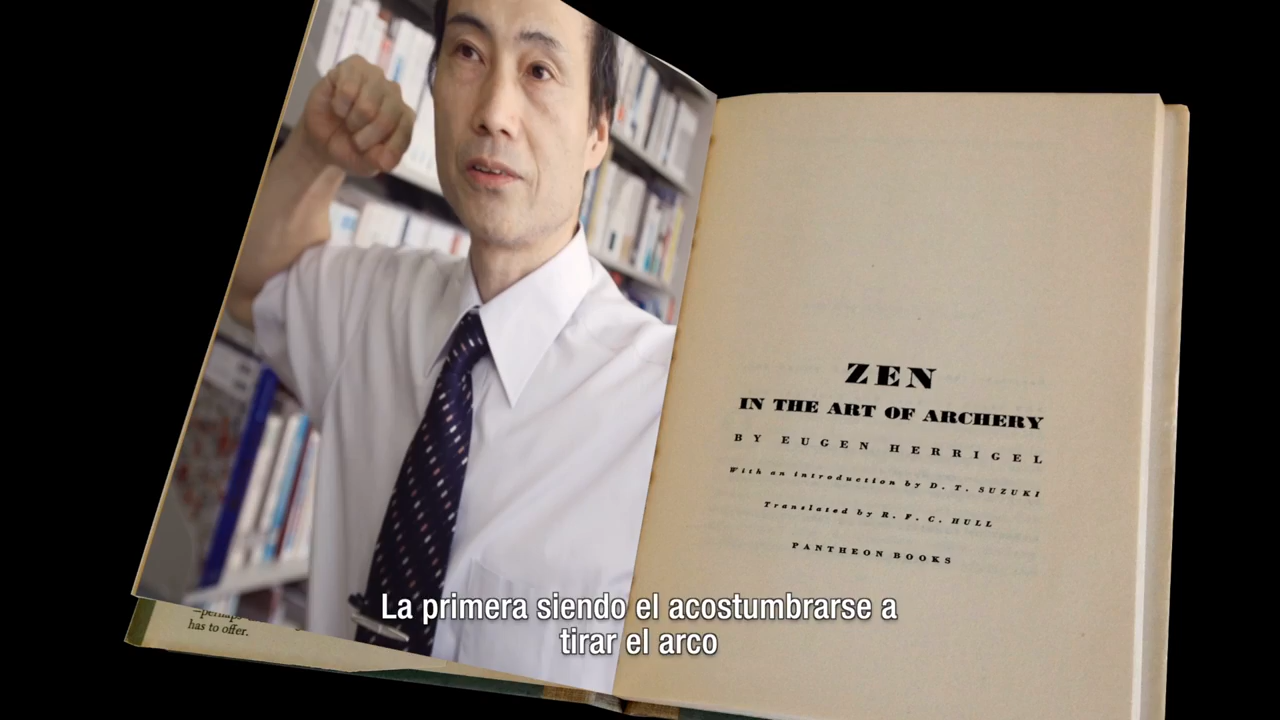 has to offer.
ZEN
IN THE ART OF ARCHERY
BY EUGEN HERRIGEL
With an introduction by D. T. SUZUKI
Translated by R. F. C. HULL
PANTHEON BOOKS
La primera siendo el acostumbrarse a
tirar el arco